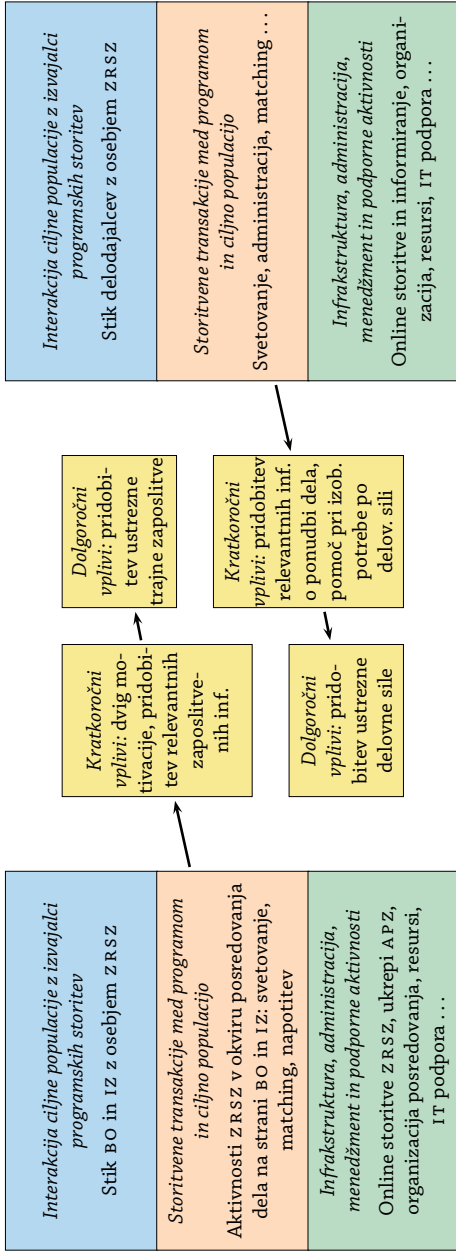 Interakcija ciljne populacije z izvajalci
programskih storitev
Stik BO in IZ z osebjem ZRSZ
Storitvene transakcije med programom
in ciljno populacijo
Aktivnosti ZRSZ v okviru posredovanja
dela na strani BO in IZ: svetovanje,
matching, napotitev
Infrakstruktura, administracija,
menedžment in podporne aktivnosti
Online storitve ZRSZ, ukrepi APZ,
organizacija posredovanja, resursi,
IT podpora ...
Kratkoročni
vplivi: dvig mo-
tivacije, pridobi-
tev relevantnih
zaposlitve-
nih inf.
Dolgoročni
vplivi: pridobi-
tev ustrezne
trajne zaposlitve
Dolgoročni
vplivi: prido-
bitev ustrezne
delovne sile
Kratkoročni
vplivi: pridobitev
relevantnih inf.
o ponudbi dela,
pomoč pri izob.
potrebe po
delov. sili
Interakcija ciljne populacije z izvajalci
programskih storitev
Stik delodajalcev z osebjem ZRSZ
Storitvene transakcije med programom
in ciljno populacijo
Svetovanje, administracija, matching ...
Infrakstruktura, administracija,
menedžment in podporne aktivnosti
Online storitve in informiranje, organi-
zacija, resursi, IT podpora ...